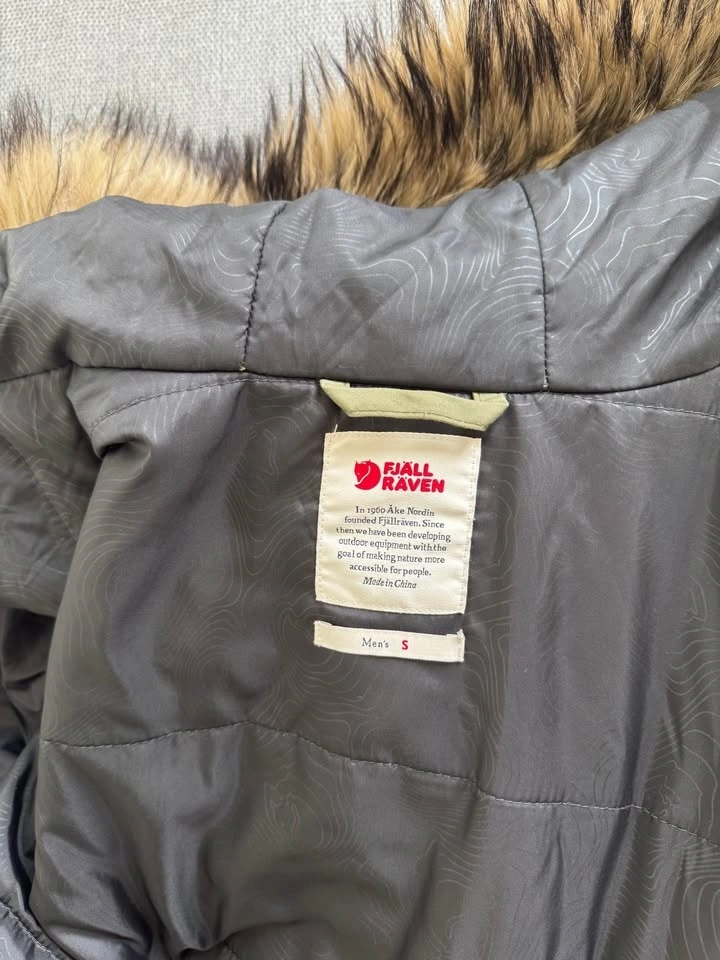 FJÄLL
RÄVEN
In 1960 Åke Nordin
founded Fjällräven. Since
then we have been developing
outdoor equipment with the
goal of making nature more
accessible for people.
Made in China
Men's S